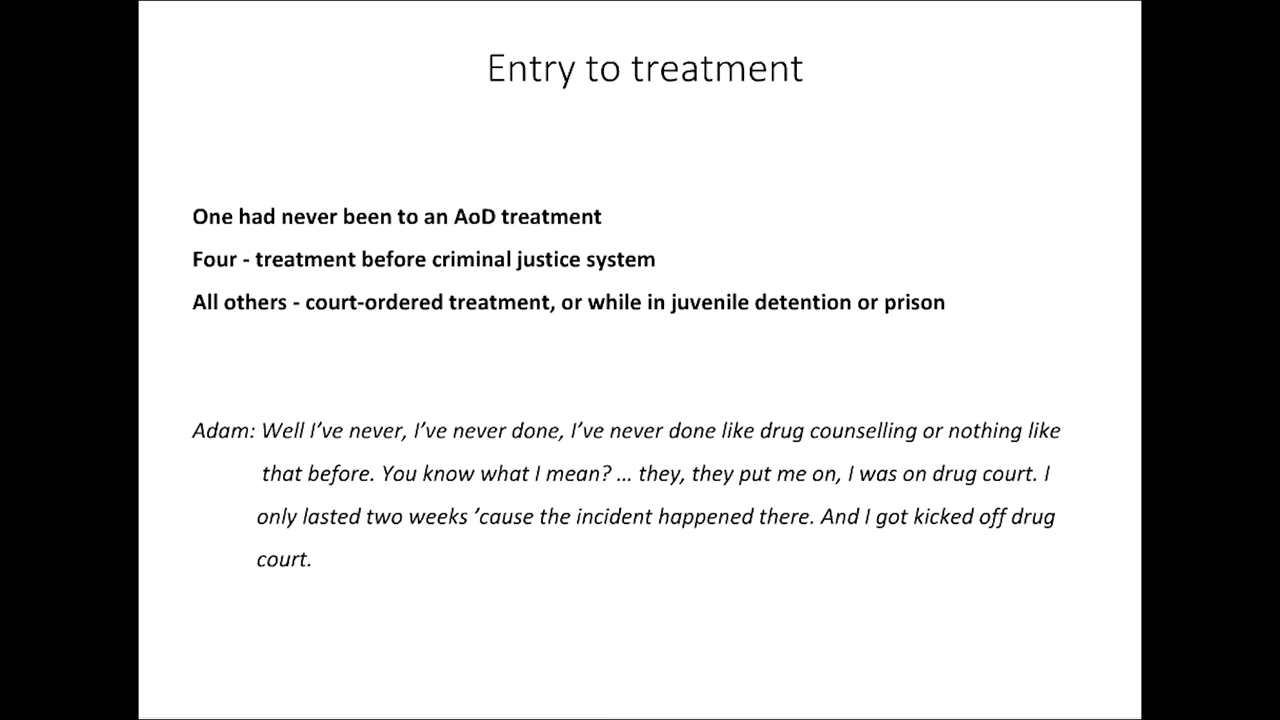 Entry to treatment
One had never been to an AoD treatment
Four - treatment before criminal justice system
All others - court-ordered treatment, or while in juvenile detention or prison
Adam: Well I’ve never, I’ve never done, I’ve never done like drug counselling or nothing like
that before. You know what I mean? ... they, they put me on, I was on drug court. I
only lasted two weeks ’cause the incident happened there. And I got kicked off drug
court.